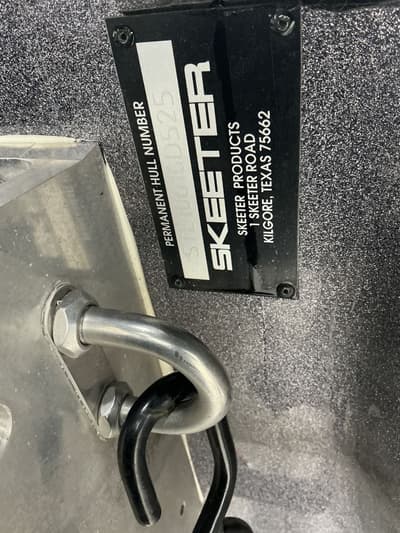 PERMANENT HULL NUMBER
SKEETER
SKEETER PRODUCTS
1 SKEETER ROAD
KILGORE, TEXAS 75662